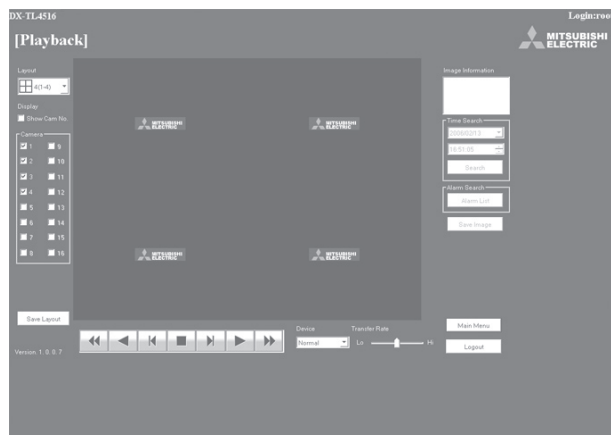 DX-TL4516
Login:roo
[Playback]
MITSUBISHI
ELECTRIC
Layout
4(1-4)
Display
Show Cam No.
Camera
1 9
2 10
3 11
4 12
5 13
6 14
7 15
8 16
Save Layout
Version 1. 0. 0. 7
MITSUBISHI
ELECTRIC
MITSUBISHI
ELECTRIC
MITSUBISHI
ELECTRIC
MITSUBISHI
ELECTRIC
Device
Normal
Transfer Rate
Lo
Hi
Image Information
Time Search
2008/02/13
16:51:05
Search
Alarm Search
Alarm List
Save Image
Main Menu
Logout